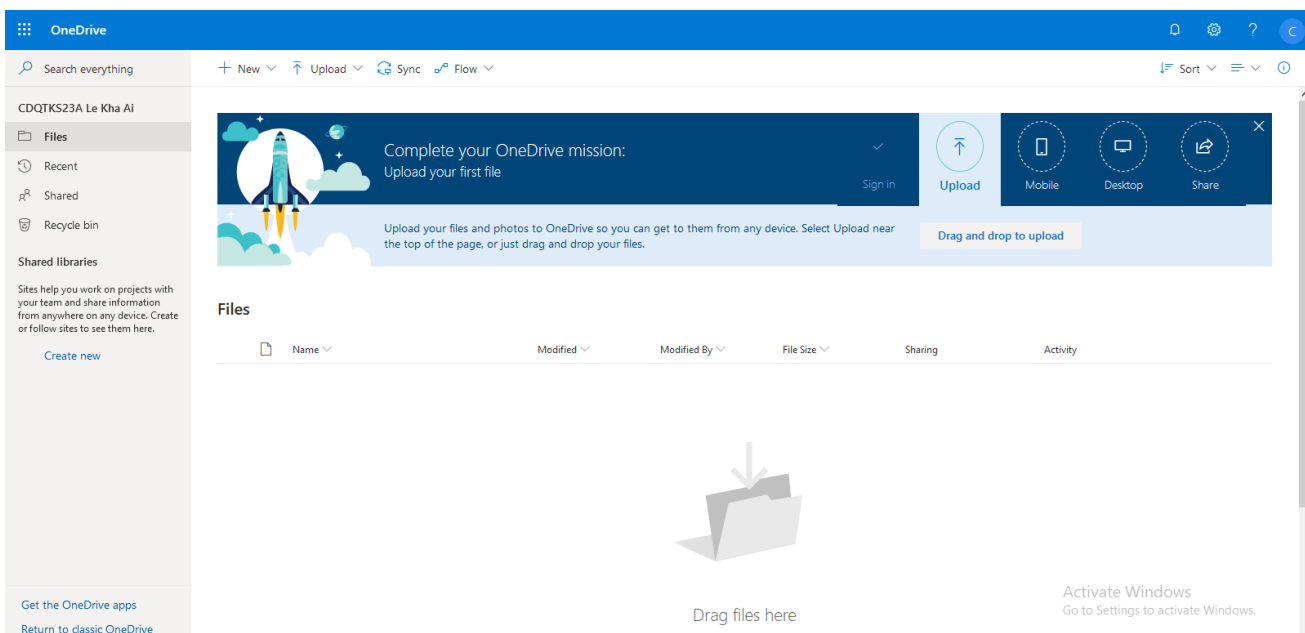 OneDrive
C
Search everything
New
Upload
Sync
Flow
Sort
CDQTKS23A Le Kha Ai
Files
Recent
Shared
Recycle bin
Shared libraries
Sites help you work on projects with
your team and share information
from anywhere on any device. Create
or follow sites to see them here.
Create new
Get the OneDrive apps
Return to classic OneDrive
Complete your OneDrive mission:
Upload your first file
Sign in
Upload
Mobile
Desktop
Share
Upload your files and photos to OneDrive so you can get to them from any device. Select Upload near
the top of the page, or just drag and drop your files.
Drag and drop to upload
Files
Name
Modified
Modified By
File Size
Sharing
Activity
Drag files here
Activate Windows
Go to Settings to activate Windows.